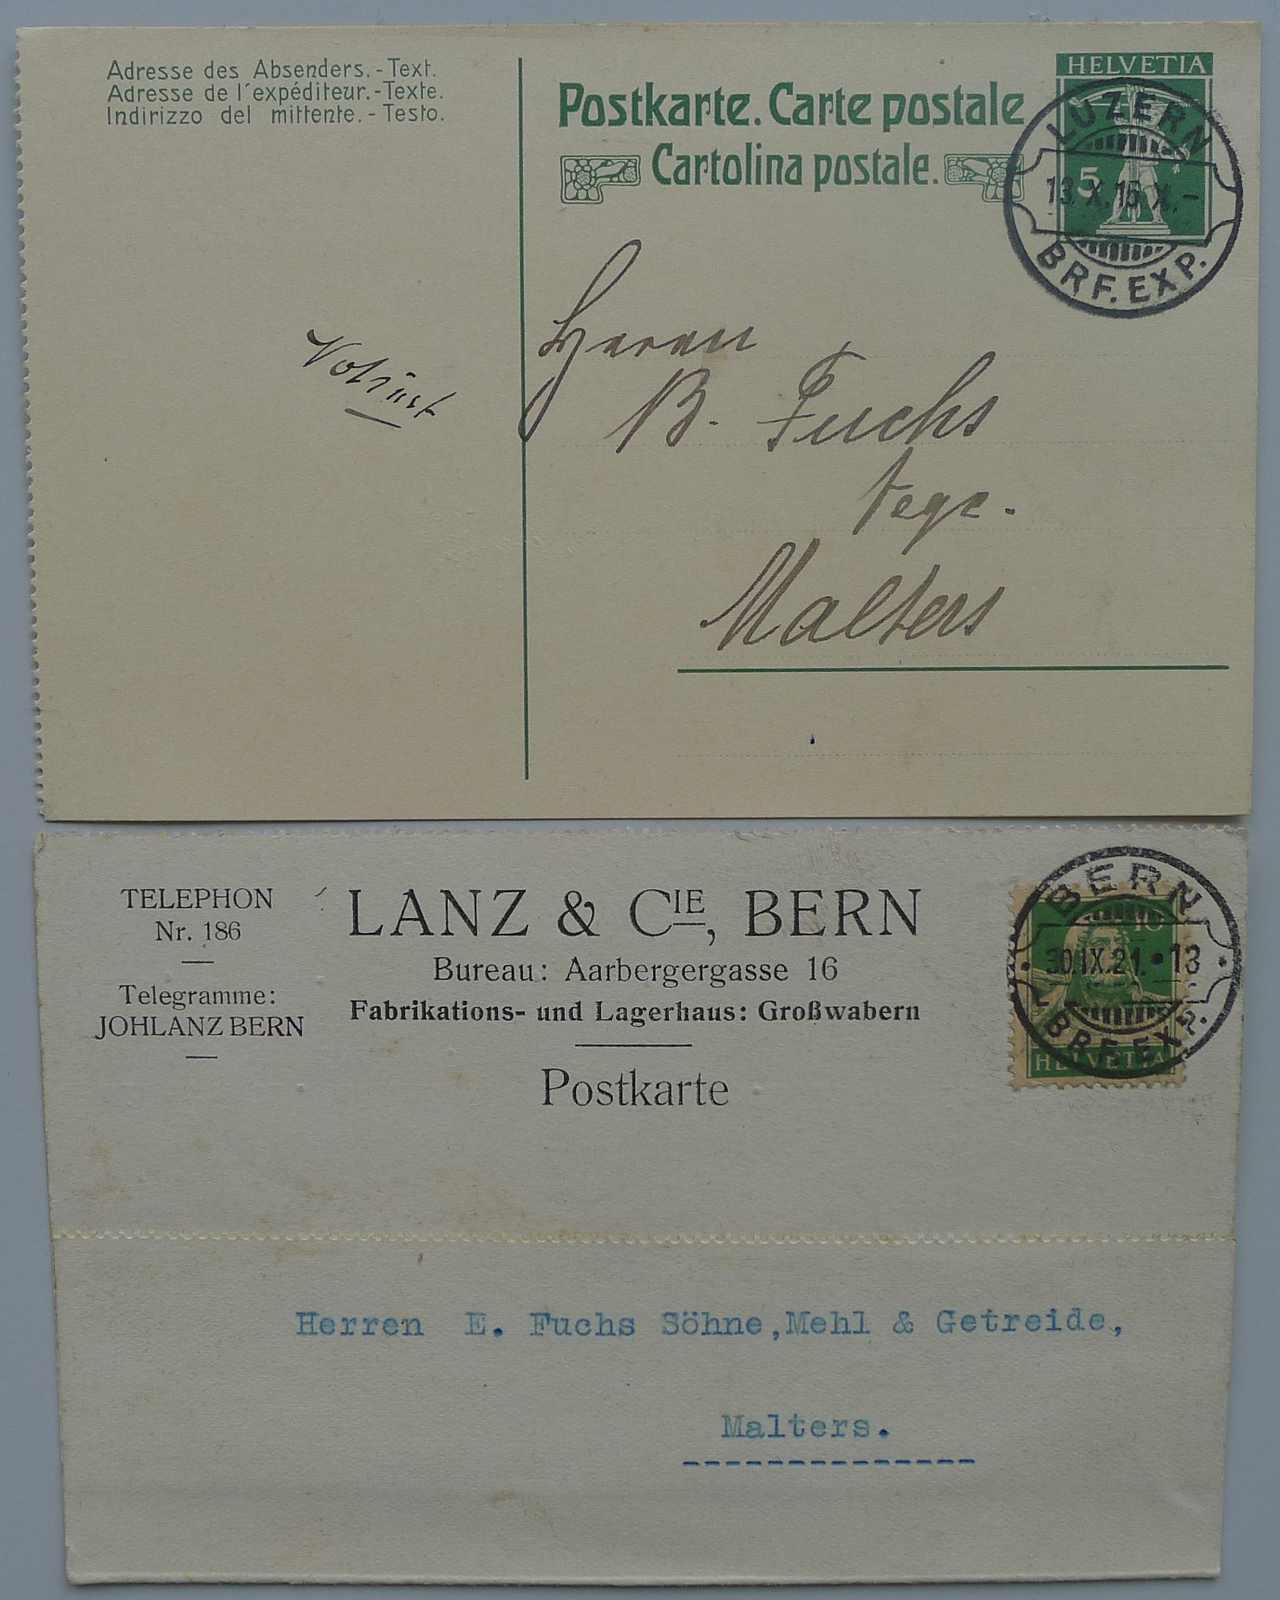 Adresse des Absenders.-Text.
Adresse de l'expéditeur.-Texte.
Indirizzo del mittente.-Testo.
Postkarte. Carte postale
Cartolina postale.
HELVETIA
5
LUZERN
13.X.15 X.-
BRF. EXP.
Herrn
B. Fuchs
Malters
TELEPHON
Nr. 186
Telegramme:
JOHLANZ BERN
LANZ & CIE, BERN
Bureau: Aarbergergasse 16
Fabrikations- und Lagerhaus: Großwabern
Postkarte
10
BERN
30.IX.21.•13
BRF. EXP.
HELVETIA
Herren E. Fuchs Söhne,Mehl & Getreide,
Malters.